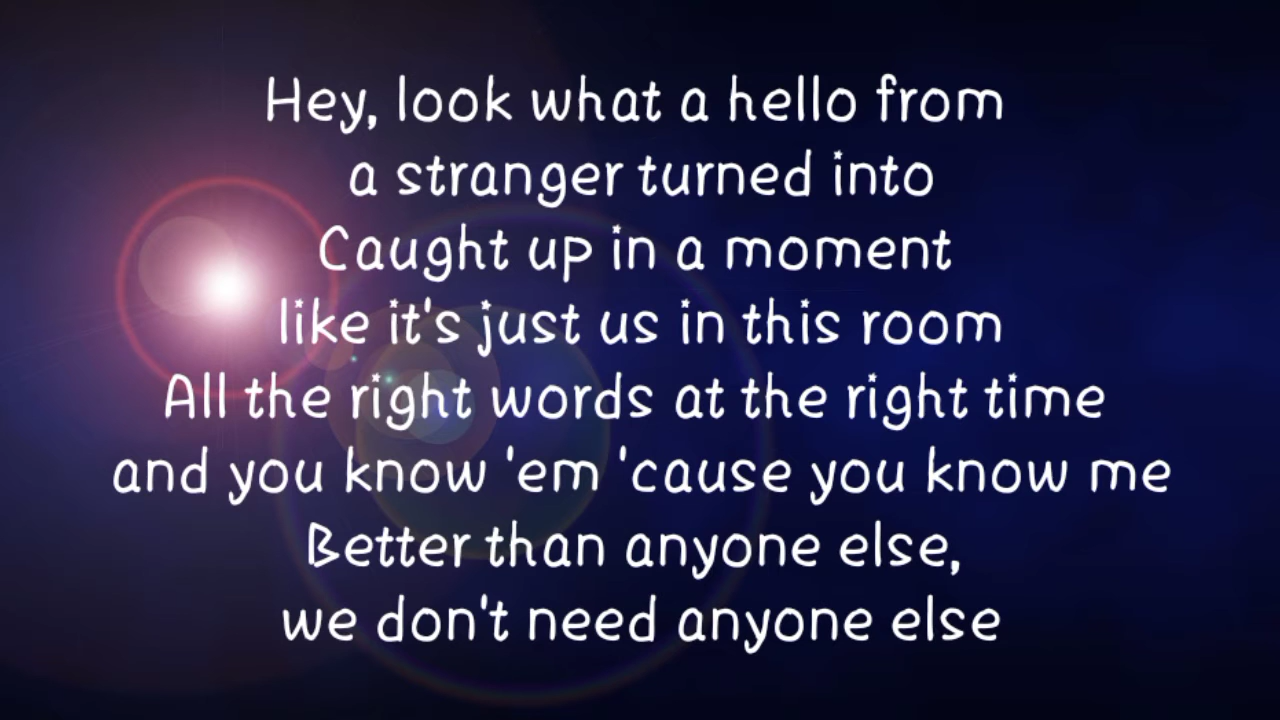 Hey, look what a hello from
a stranger turned into
Caught up in a moment
like it's just us in this room
All the right words at the right time
and you know 'em 'cause you know me
Better than anyone else,
we don't need anyone else